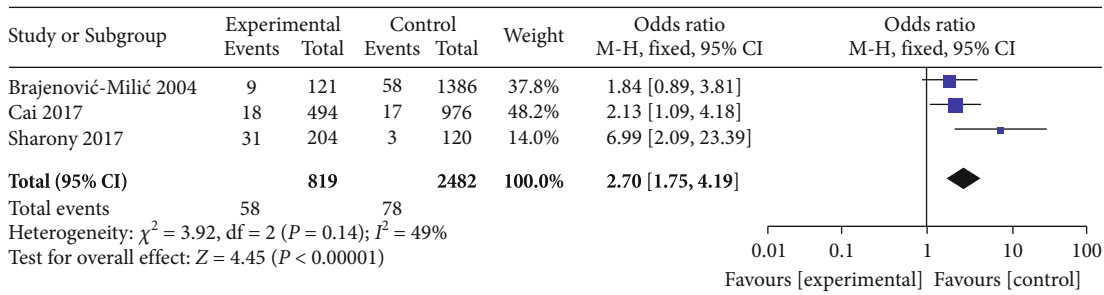 Study or Subgroup Experimental Control Weight Odds ratio Odds ratio
Events Total Events Total M-H, fixed, 95% CI M-H, fixed, 95% CI
Brajenović-Milić 2004 9 121 58 1386 37.8% 1.84 [0.89, 3.81]
Cai 2017 18 494 17 976 48.2% 2.13 [1.09, 4.18]
Sharony 2017 31 204 3 120 14.0% 6.99 [2.09, 23.39]
Total (95% CI) 819 2482 100.0% 2.70 [1.75, 4.19]
Total events 58 78
Heterogeneity: χ² = 3.92, df = 2 (P = 0.14); I² = 49%
Test for overall effect: Z = 4.45 (P < 0.00001)
0.01 0.1 1 10 100
Favours [experimental] Favours [control]